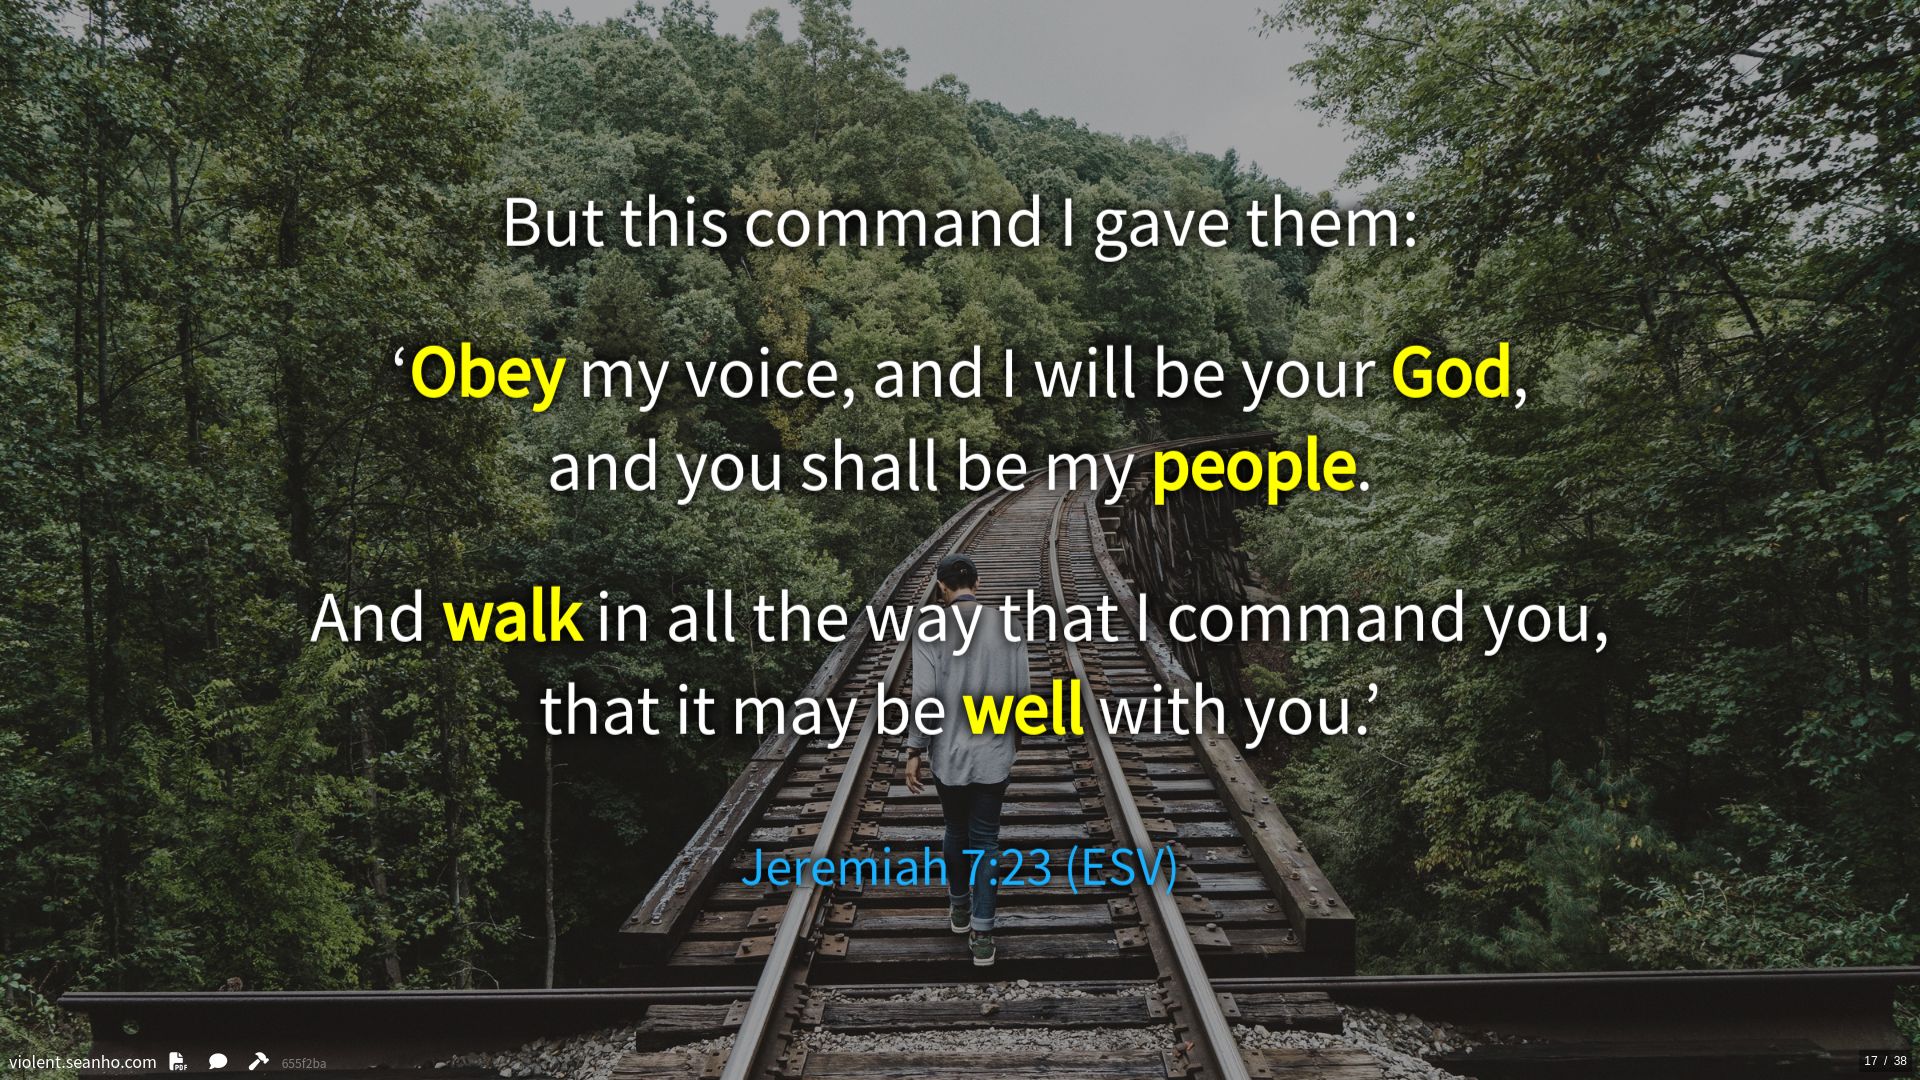 But this command I gave them:
‘Obey my voice, and I will be your God,
and you shall be my people.
And walk in all the way that I command you,
that it may be well with you.’
Jeremiah 7:23 (ESV)
violent.seanho.com PDF 655f2ba
17 / 38